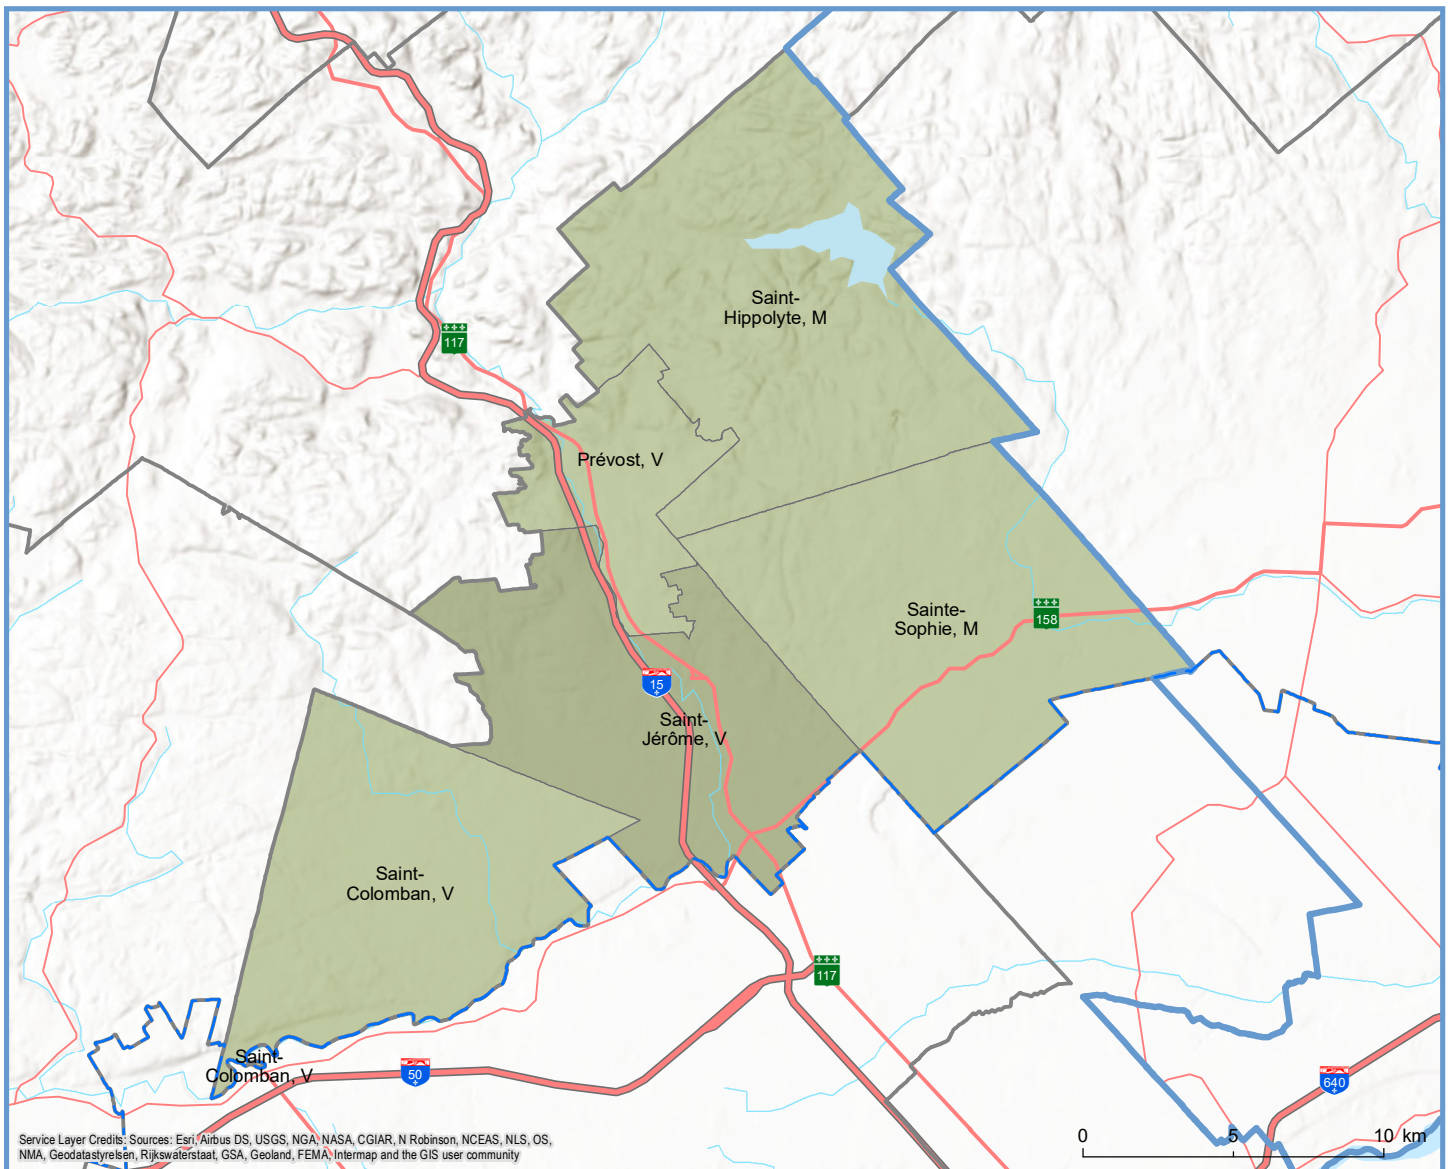 Saint-
Hippolyte, M
117
Prévost, V
Sainte-
Sophie, M
158
15
Saint-
Jérôme, V
Saint-
Colomban, V
117
Saint-
Colomban, V
50
640
0 5 10 km
Service Layer Credits: Sources: Esri, Airbus DS, USGS, NGA, NASA, CGIAR, N Robinson, NCEAS, NLS, OS,
NMA, Geodatastyrelsen, Rijkswaterstaat, GSA, Geoland, FEMA, Intermap and the GIS user community